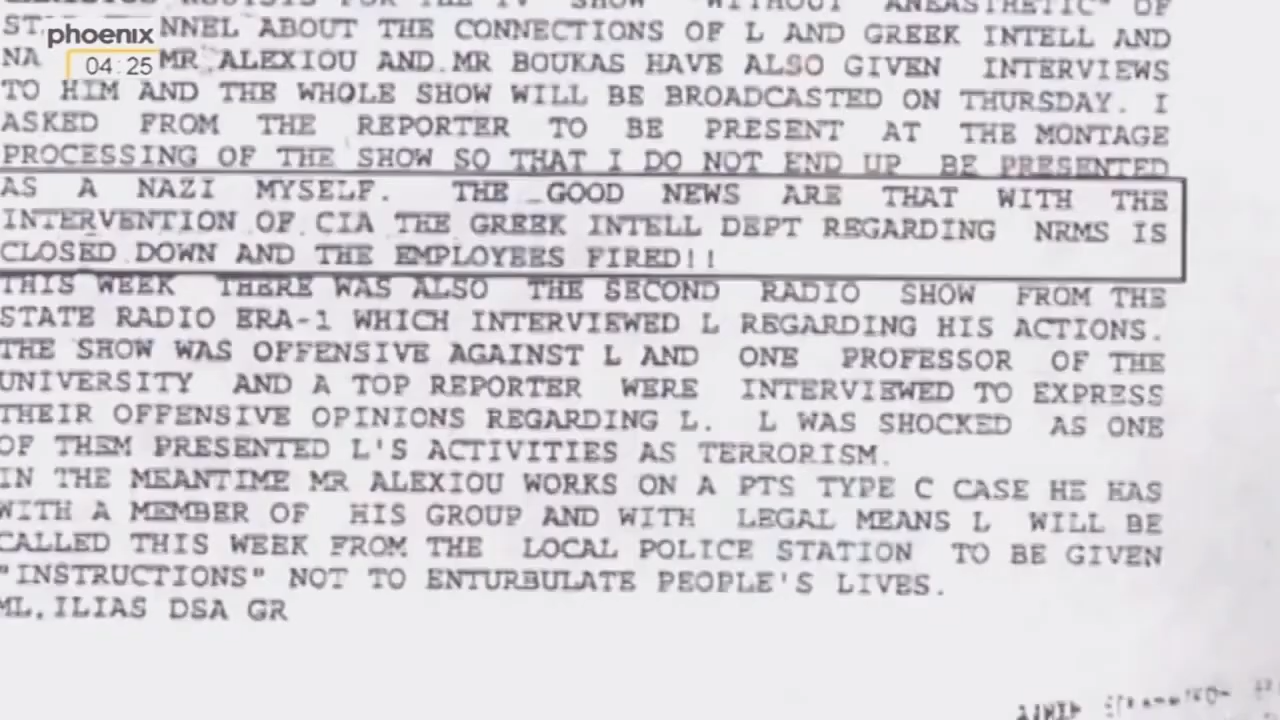 FOR THE TV SHOW "WITHOUT ANEASTHETIC" OF
phoenix
04:25
ST NNEL ABOUT THE CONNECTIONS OF L AND GREEK INTELL AND
NA MR ALEXIOU AND MR BOUKAS HAVE ALSO GIVEN INTERVIEWS
TO HIM AND THE WHOLE SHOW WILL BE BROADCASTED ON THURSDAY. I
ASKED FROM THE REPORTER TO BE PRESENT AT THE MONTAGE
PROCESSING OF THE SHOW SO THAT I DO NOT END UP BE PRESENTED
AS A NAZI MYSELF. THE GOOD NEWS ARE THAT WITH THE
INTERVENTION OF CIA THE GREEK INTELL DEPT REGARDING NRMS IS
CLOSED DOWN AND THE EMPLOYEES FIRED!!
THIS WEEK THERE WAS ALSO THE SECOND RADIO SHOW FROM THE
STATE RADIO ERA-1 WHICH INTERVIEWED L REGARDING HIS ACTIONS.
THE SHOW WAS OFFENSIVE AGAINST L AND ONE PROFESSOR OF THE
UNIVERSITY AND A TOP REPORTER WERE INTERVIEWED TO EXPRESS
THEIR OFFENSIVE OPINIONS REGARDING L. L WAS SHOCKED AS ONE
OF THEM PRESENTED L'S ACTIVITIES AS TERRORISM.
IN THE MEANTIME MR ALEXIOU WORKS ON A PTS TYPE C CASE HE HAS
WITH A MEMBER OF HIS GROUP AND WITH LEGAL MEANS L WILL BE
CALLED THIS WEEK FROM THE LOCAL POLICE STATION TO BE GIVEN
"INSTRUCTIONS" NOT TO ENTURBULATE PEOPLE'S LIVES.
ML, ILIAS DSA GR